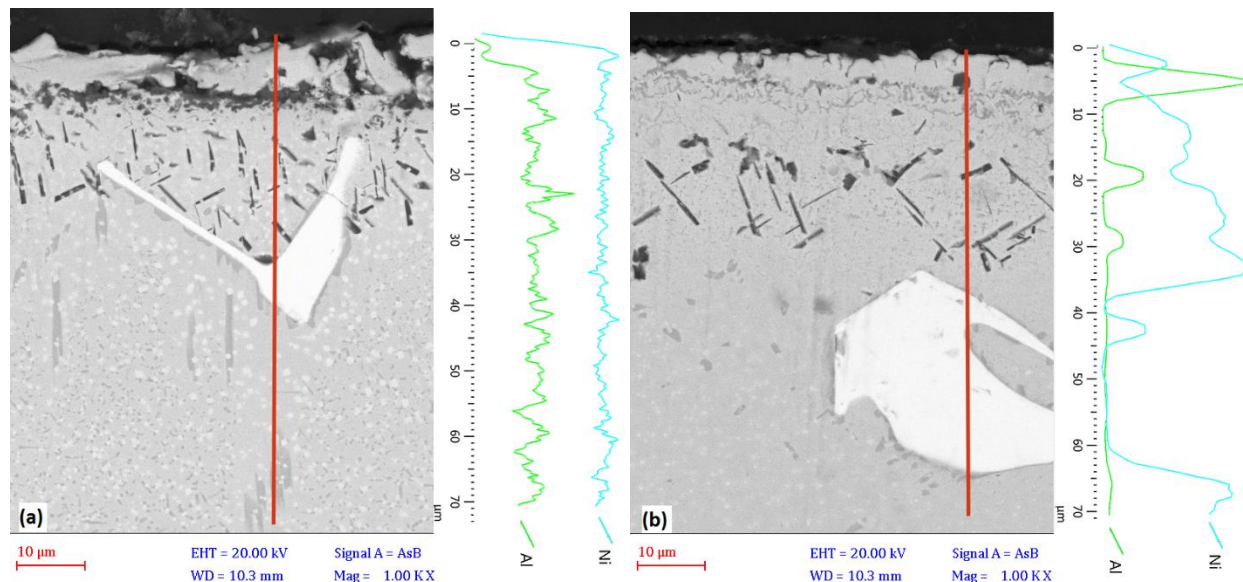 0
10
20
30
40
50
60
70
µm
Al
Ni
(a)
10 µm
EHT = 20.00 kV
Signal A = AsB
WD = 10.3 mm
Mag = 1.00 K X
0
10
20
30
40
50
60
70
µm
Al
Ni
(b)
10 µm
EHT = 20.00 kV
Signal A = AsB
WD = 10.3 mm
Mag = 1.00 K X